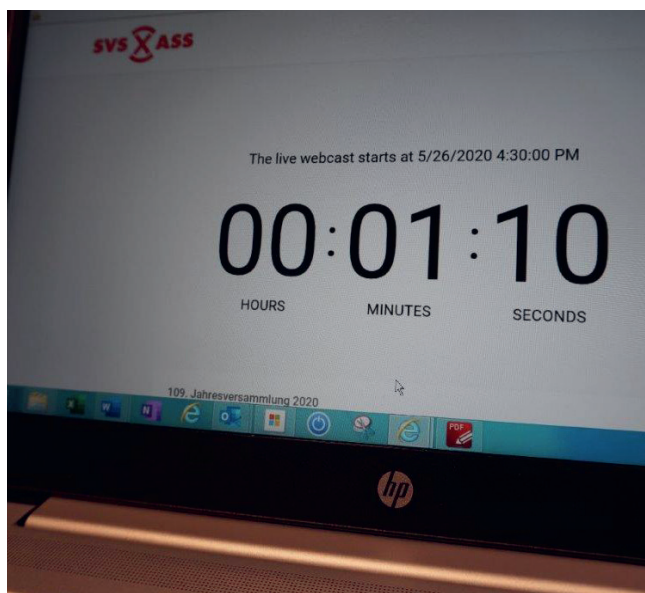 SVS ASS
The live webcast starts at 5/26/2020 4:30:00 PM
00:01:10
HOURS MINUTES SECONDS
109. Jahresversammlung 2020
PDF
hp